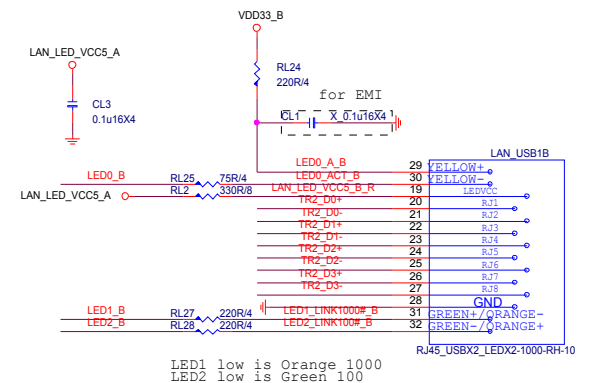 VDD33_B
LAN_LED_VCC5_A
RL24
220R/4
for EMI
CL3
0.1u16X4
CL1 X_0.1u16X4
LAN_USB1B
LED0_A_B 29 YELLOW+
LED0_B RL25 75R/4 LED0_ACT_B 30 YELLOW-
LAN_LED_VCC5_A RL2 330R/8 LAN_LED_VCC5_B_R 19 LEDVCC
TR2_D0+ 20 RJ1
TR2_D0- 21 RJ2
TR2_D1+ 22 RJ3
TR2_D1- 23 RJ4
TR2_D2+ 24 RJ5
TR2_D2- 25 RJ6
TR2_D3+ 26 RJ7
TR2_D3- 27 RJ8
28 GND
LED1_B RL27 220R/4 LED1_LINK1000#_B 31 GREEN+/ORANGE-
LED2_B RL28 220R/4 LED2_LINK100#_B 32 GREEN-/ORANGE+
RJ45_USBX2_LEDX2-1000-RH-10
LED1 low is Orange 1000
LED2 low is Green 100